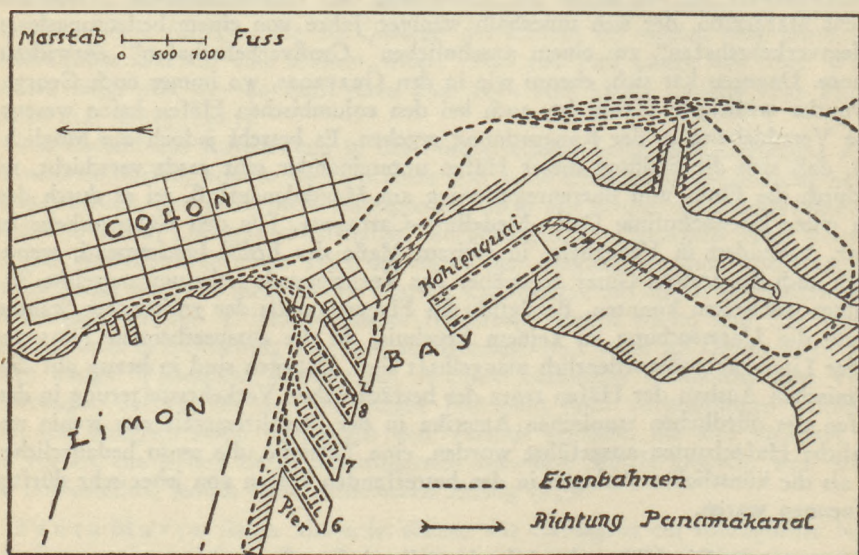 Masstab Fuss
0 500 1000
COLON
Kohlenquai
LIMON BAY
8
7
Pier 6
Eisenbahnen
Richtung Panamakanal